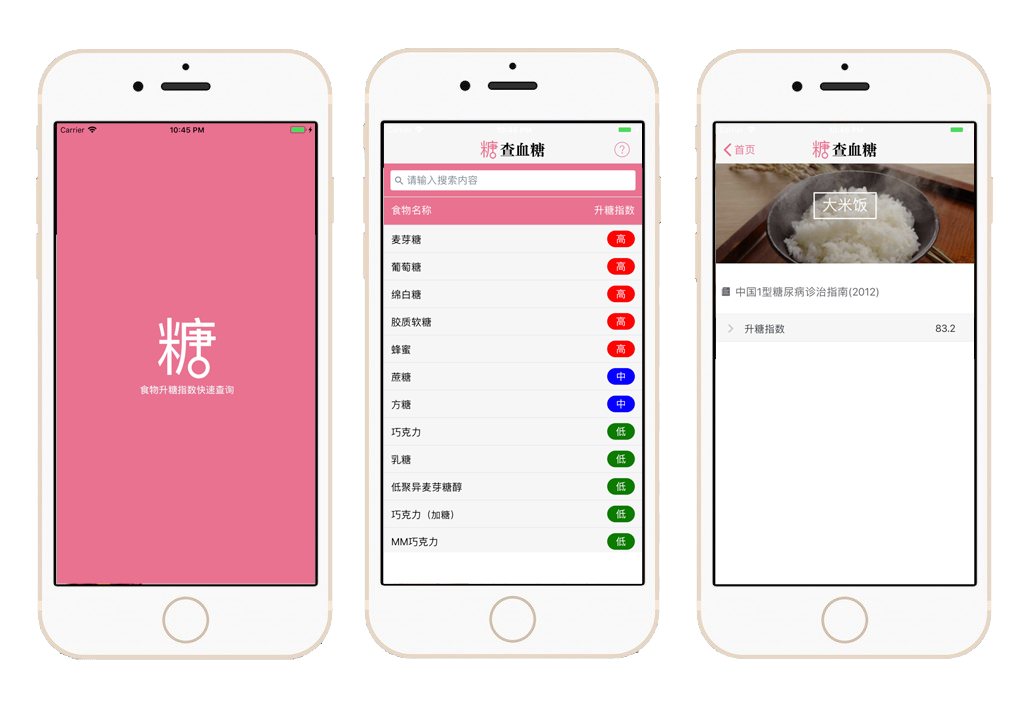 Carrier 10:45 PM
糖
食物升糖指数快速查询
糖 查血糖 ?
请输入搜索内容
食物名称 升糖指数
麦芽糖 高
葡萄糖 高
绵白糖 高
胶质软糖 高
蜂蜜 高
蔗糖 中
方糖 中
巧克力 低
乳糖 低
低聚异麦芽糖醇 低
巧克力（加糖） 低
MM巧克力 低
首页 糖 查血糖
大米饭
中国1型糖尿病诊治指南(2012)
升糖指数 83.2